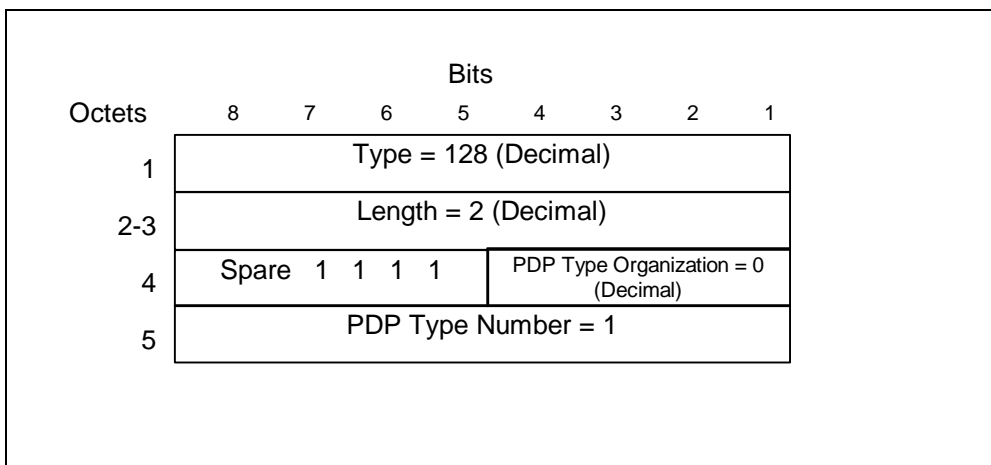 Bits
Octets 8 7 6 5 4 3 2 1
1 Type = 128 (Decimal)
2-3 Length = 2 (Decimal)
4 Spare 1 1 1 1 PDP Type Organization = 0
(Decimal)
5 PDP Type Number = 1